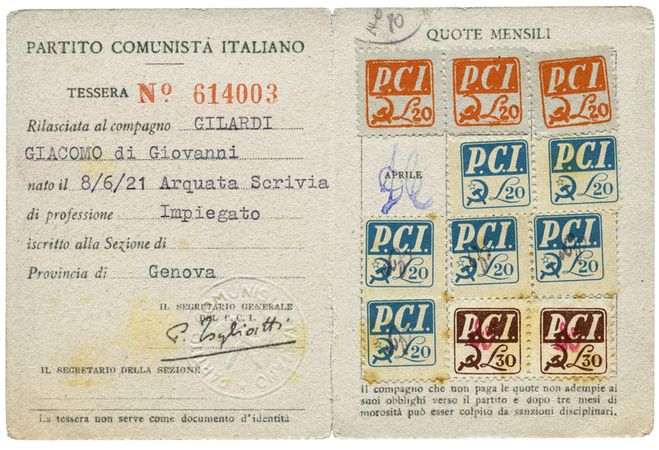 PARTITO COMUNISTA ITALIANO
TESSERA Nº 614003
Rilasciata al compagno GILARDI
GIACOMO di Giovanni
nato il 8/6/21 Arquata Scrivia
di professione Impiegato
iscritto alla Sezione di
Provincia di Genova
IL SEGRETARIO GENERALE
DEL P. C. I.
P. Togliatti
IL SEGRETARIO DELLA SEZIONE
La tessera non serve come documento d'identità
QUOTE MENSILI
P.C.I. L.20
P.C.I. L.20
P.C.I. L.20
APRILE
P.C.I. L.20
P.C.I. L.20
P.C.I. L.20
P.C.I. L.20
P.C.I. L.20
P.C.I. L.20
P.C.I. L.30
P.C.I. L.30
Il compagno che non paga le quote non adempie ai
suoi obblighi verso il partito e dopo tre mesi di
morosità può esser colpito da sanzioni disciplinari.